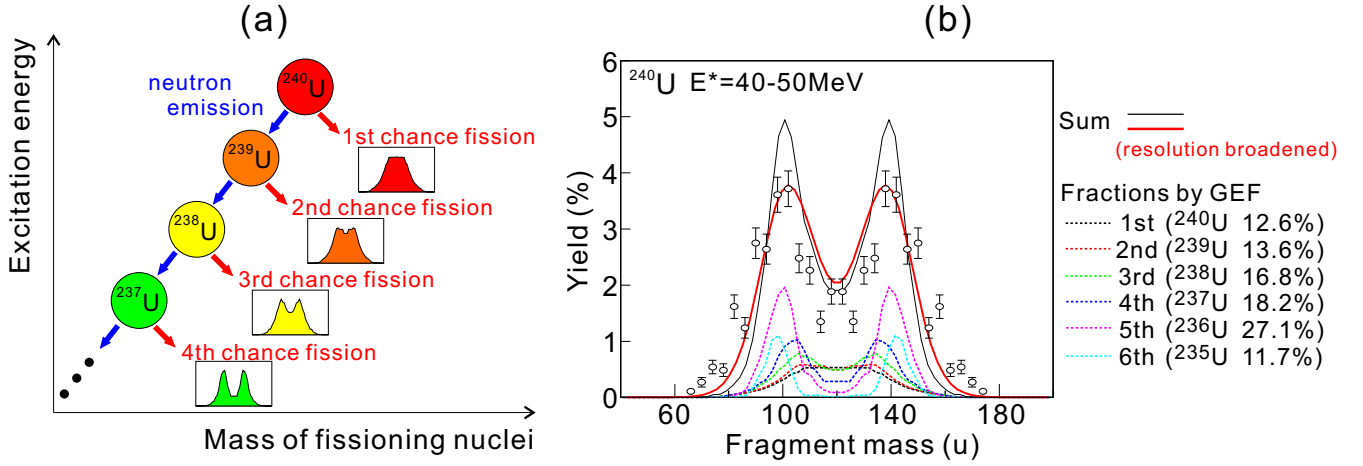 (a)
Excitation energy
neutron
emission
²⁴⁰U
1st chance fission
²³⁹U
2nd chance fission
²³⁸U
3rd chance fission
²³⁷U
4th chance fission
Mass of fissioning nuclei
(b)
²⁴⁰U E*=40-50MeV
Yield (%)
6
5
4
3
2
1
0
60
100
140
180
Fragment mass (u)
Sum
(resolution broadened)
Fractions by GEF
1st (²⁴⁰U 12.6%)
2nd (²³⁹U 13.6%)
3rd (²³⁸U 16.8%)
4th (²³⁷U 18.2%)
5th (²³⁶U 27.1%)
6th (²³⁵U 11.7%)